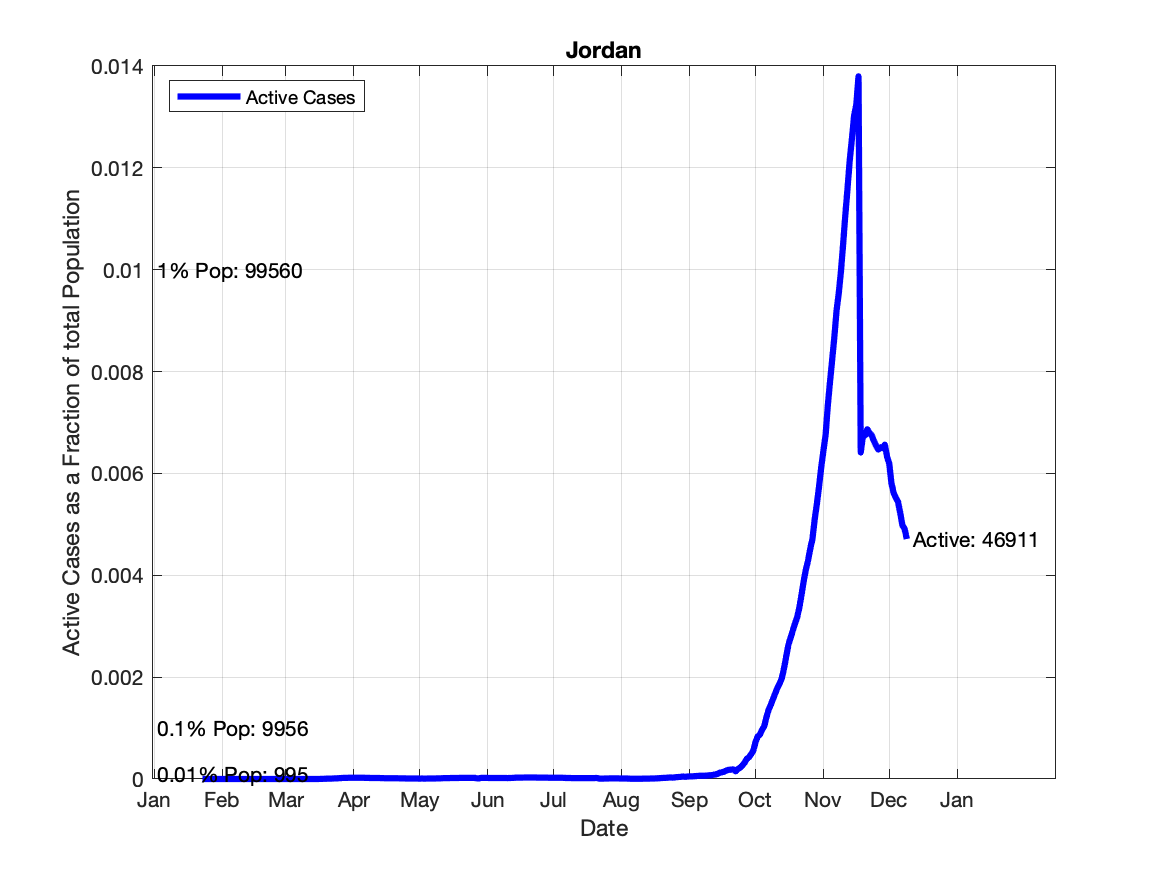 Jordan
Active Cases
0.014
0.012
0.01
0.008
0.006
0.004
0.002
0
Active Cases as a Fraction of total Population
1% Pop: 99560
0.1% Pop: 9956
0.01% Pop: 995
Active: 46911
Jan Feb Mar Apr May Jun Jul Aug Sep Oct Nov Dec Jan
Date